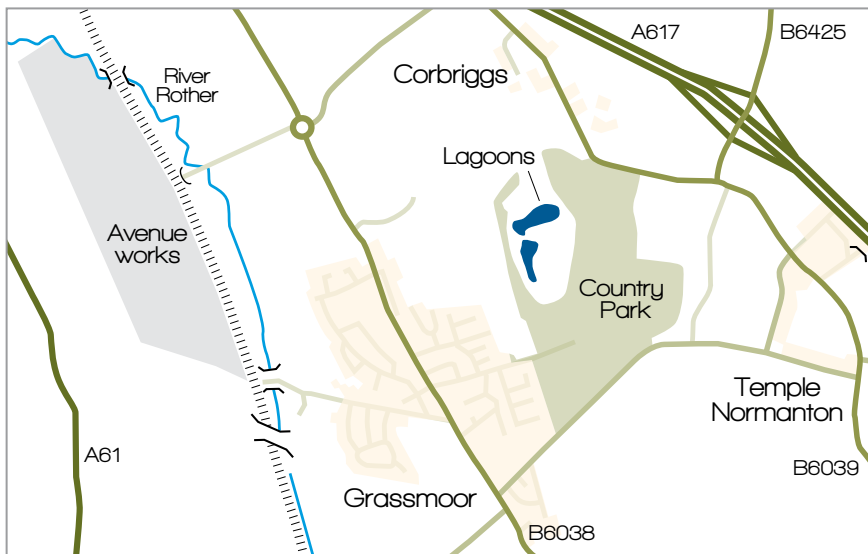 A617
B6425
River
Rother
Corbriggs
Lagoons
Avenue
works
Country
Park
Temple
Normanton
A61
B6039
Grassmoor
B6038